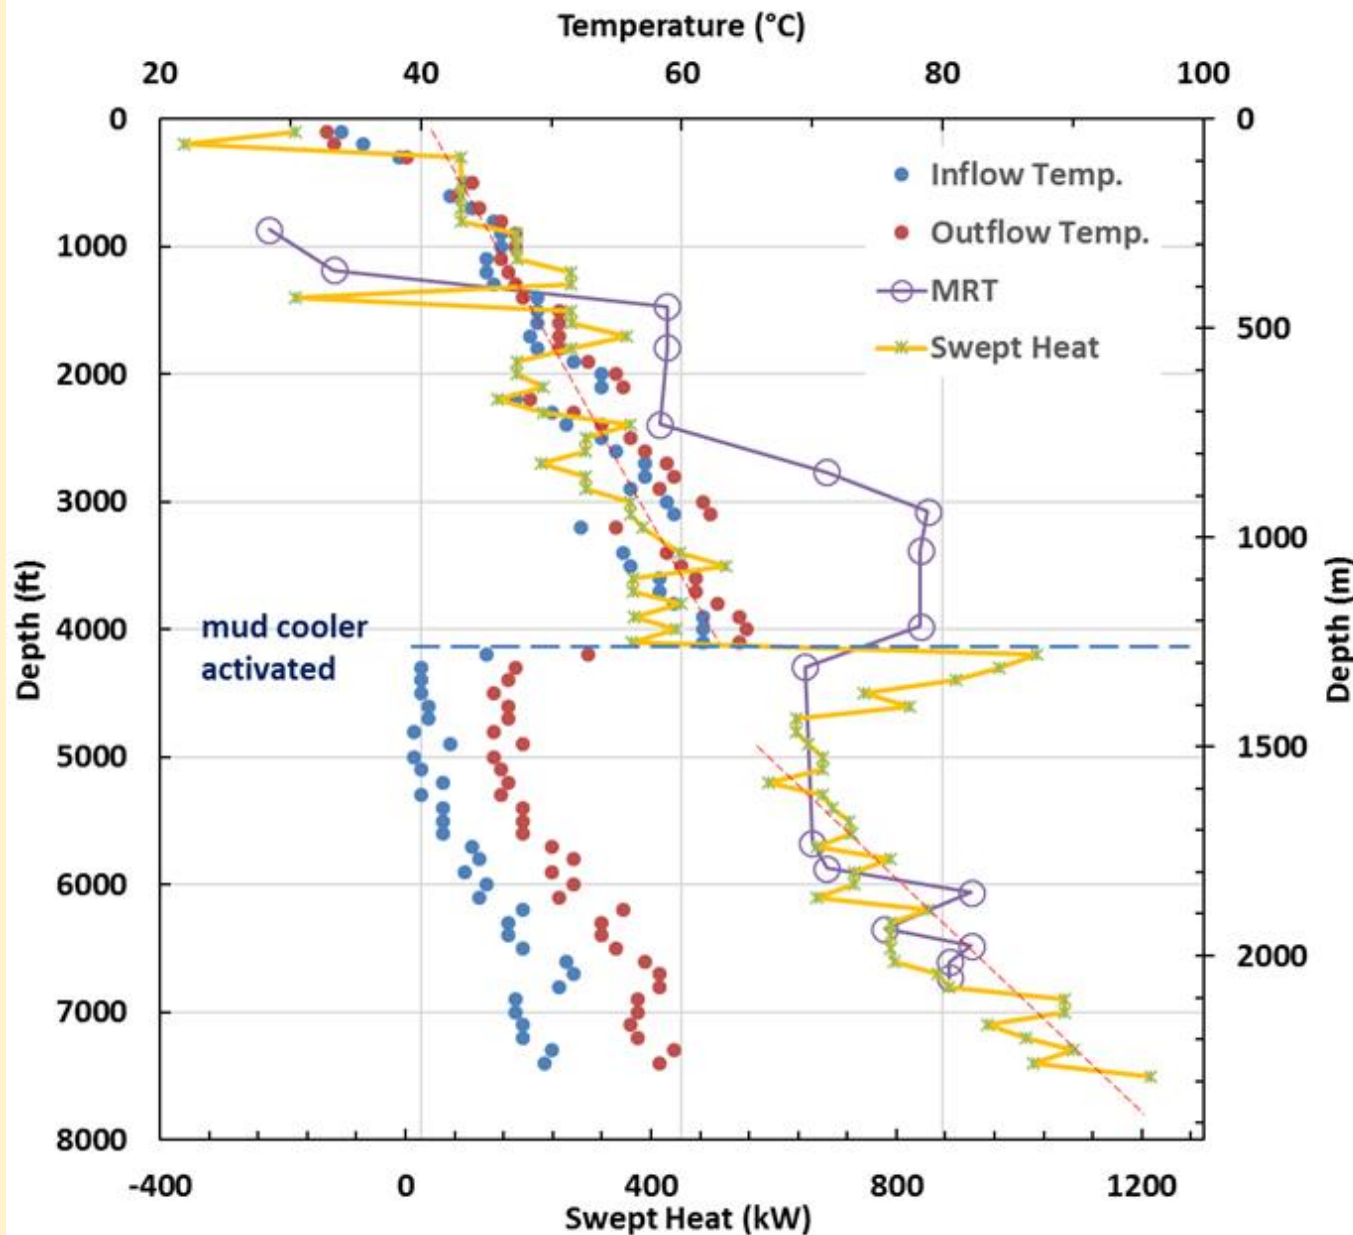 Temperature (°C)
20 40 60 80 100
0 0
Inflow Temp.
Outflow Temp.
1000
MRT
500
Swept Heat
2000
3000
1000
Depth (ft)
Depth (m)
mud cooler
4000
activated
5000
1500
6000
2000
7000
8000
-400 0 400 800 1200
Swept Heat (kW)